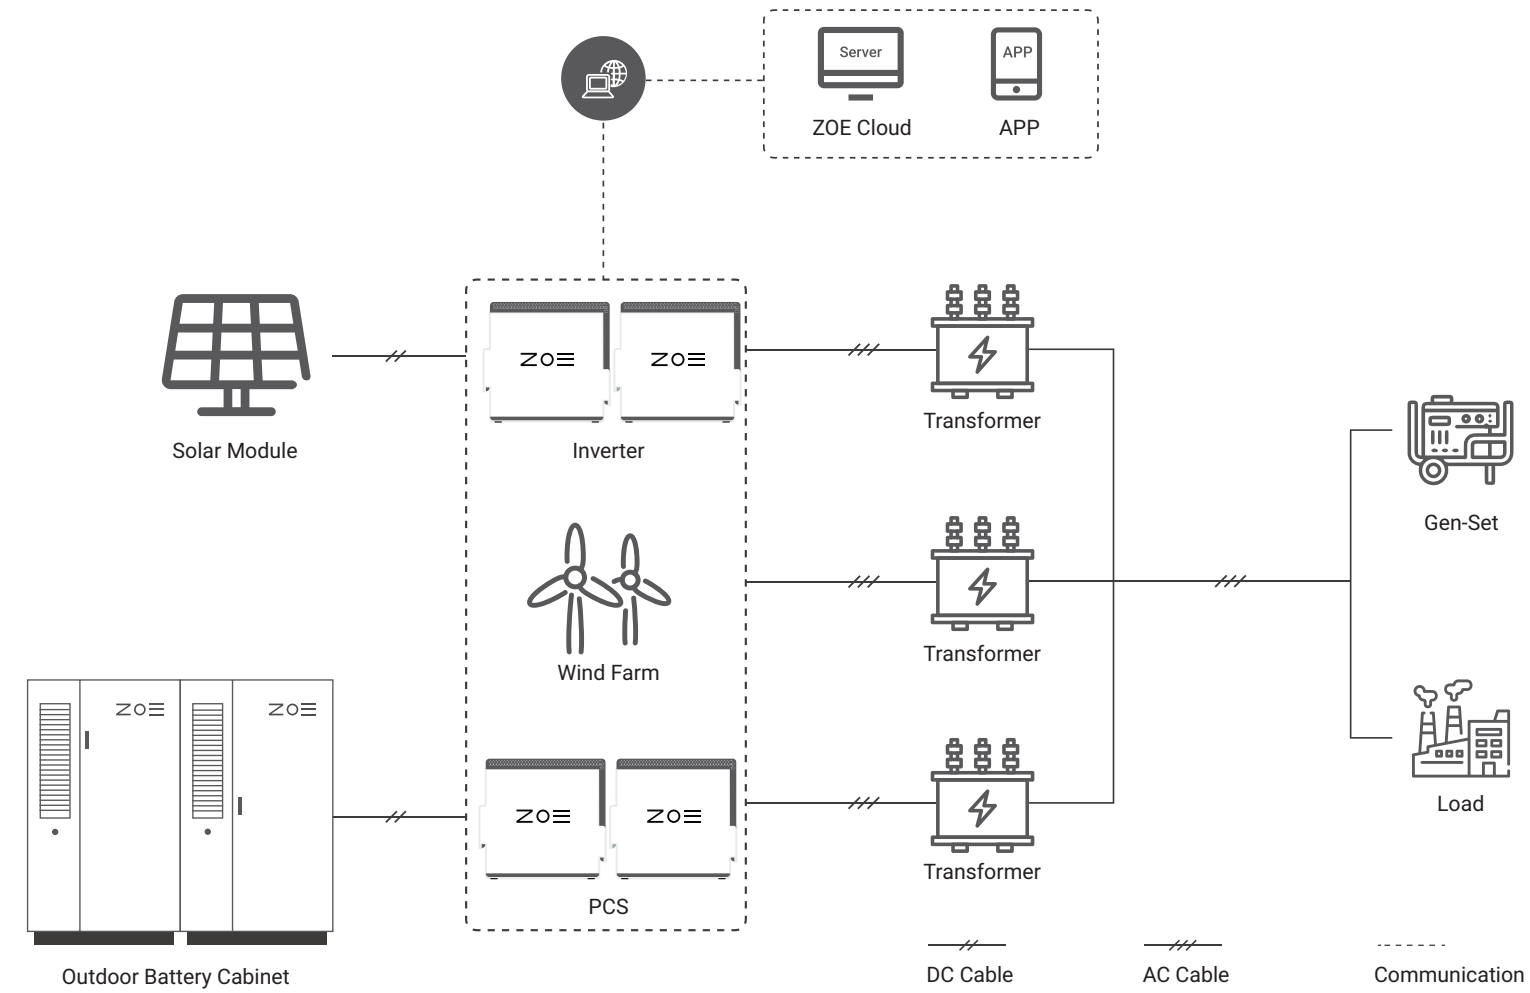 Server
APP
ZOE Cloud
APP
ZOE
ZOE
Solar Module
Inverter
Transformer
Gen-Set
Wind Farm
Transformer
ZOE
ZOE
ZOE
ZOE
Load
Transformer
PCS
Outdoor Battery Cabinet
DC Cable
AC Cable
Communication